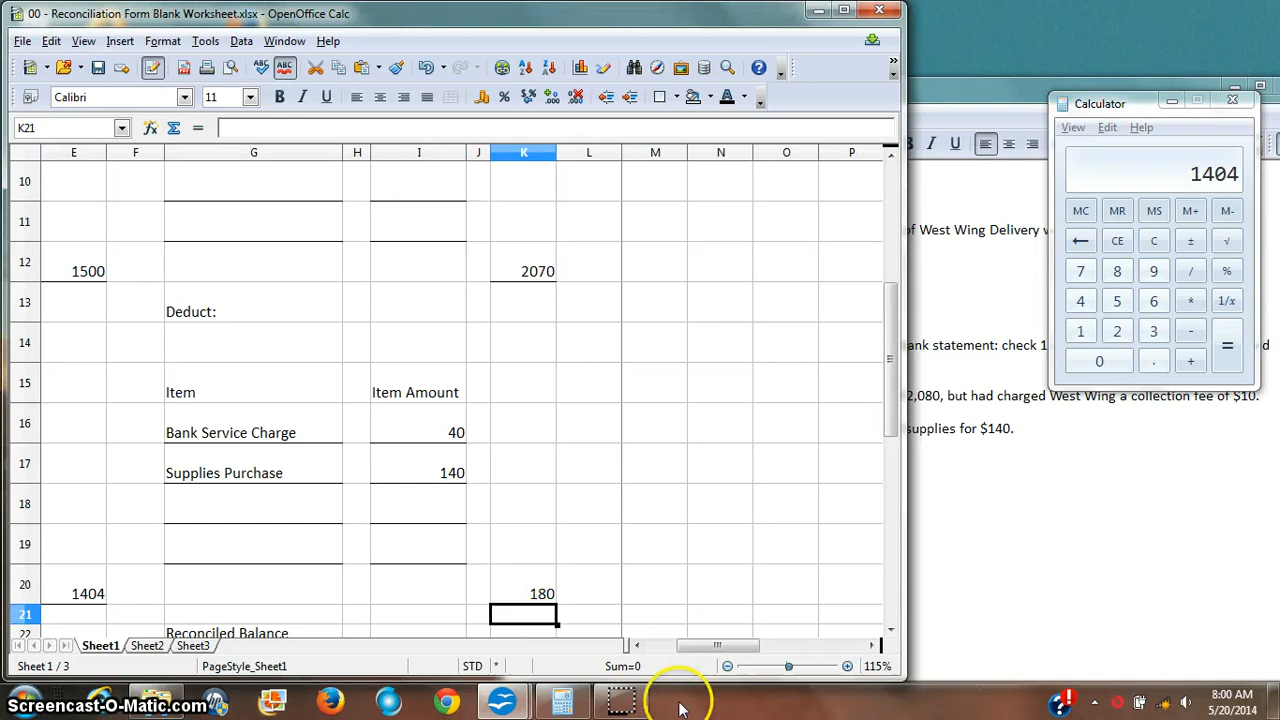 00 - Reconciliation Form Blank Worksheet.xlsx - OpenOffice Calc
File Edit View Insert Format Tools Data Window Help
Calibri 11
K21
E F G H I J K L M N O P
10
11
12 1500 2070
13 Deduct:
14
15 Item Item Amount
16 Bank Service Charge 40
17 Supplies Purchase 140
18
19
20 1404 180
21
22 Reconciled Balance
Sheet1 Sheet2 Sheet3
Sheet 1 / 3 PageStyle_Sheet1 STD * Sum=0 115%
Calculator
View Edit Help
1404
MC MR MS M+ M-
← CE C ± √
7 8 9 / %
4 5 6 * 1/x
1 2 3 - =
0 . +
of West Wing Delivery
ank statement: check 1
2,080, but had charged West Wing a collection fee of $10.
supplies for $140.
Screencast-O-Matic.com
8:00 AM
5/20/2014